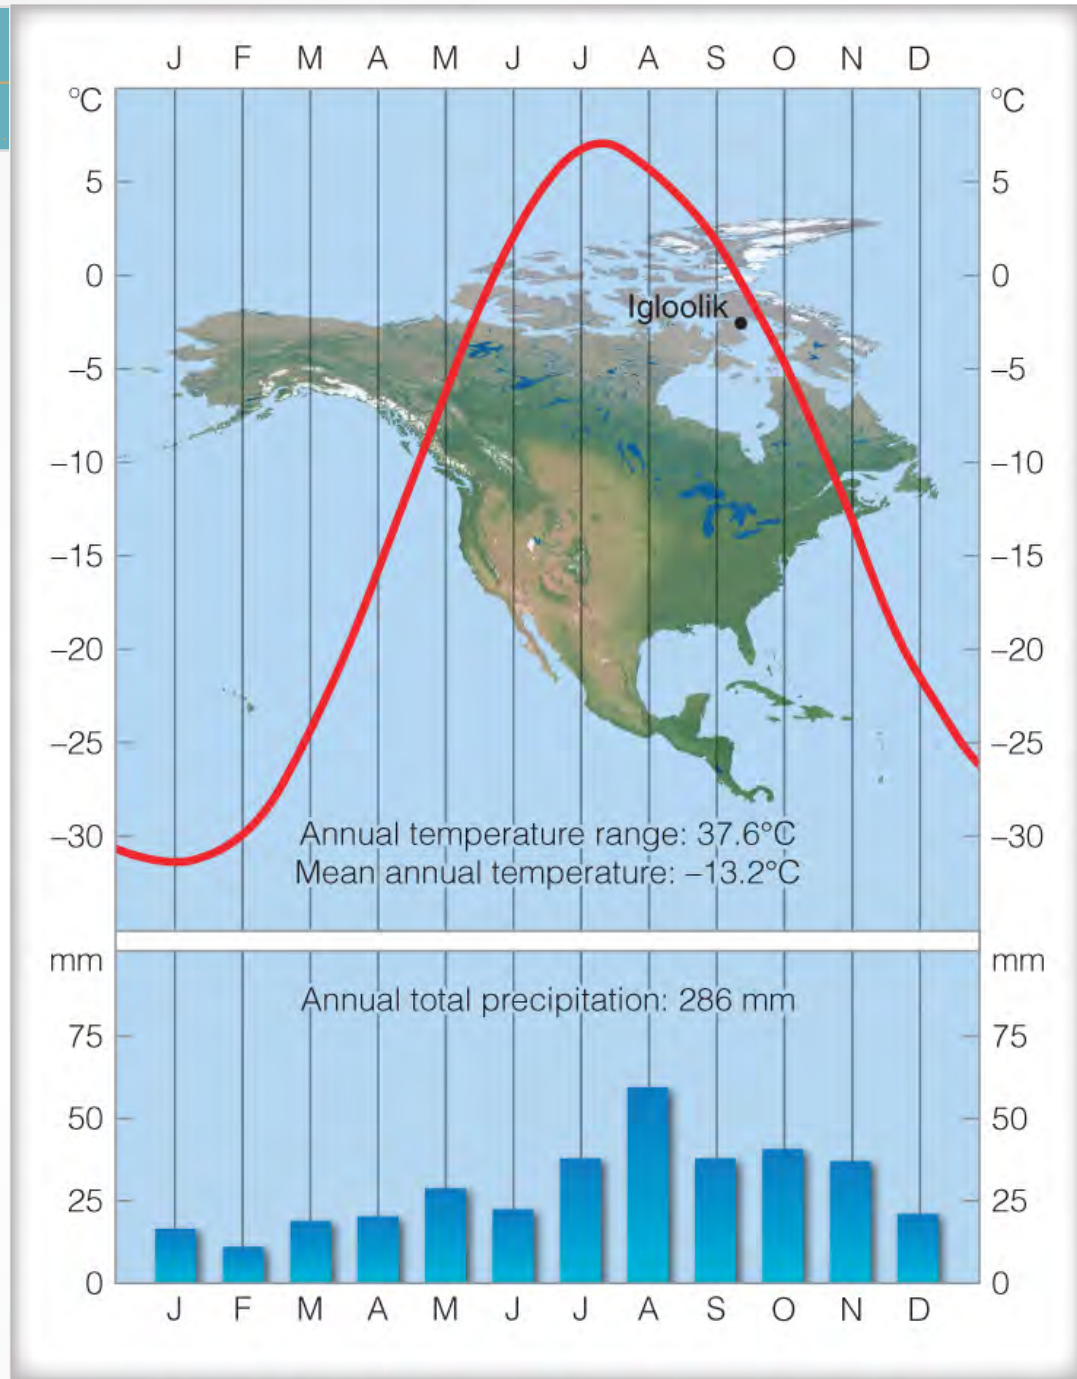 J F M A M J J A S O N D
°C °C
5 5
0 0
Igloolik
–5 –5
–10 –10
–15 –15
–20 –20
–25 –25
–30 –30
Annual temperature range: 37.6°C
Mean annual temperature: –13.2°C
mm mm
Annual total precipitation: 286 mm
75 75
50 50
25 25
0 0
J F M A M J J A S O N D